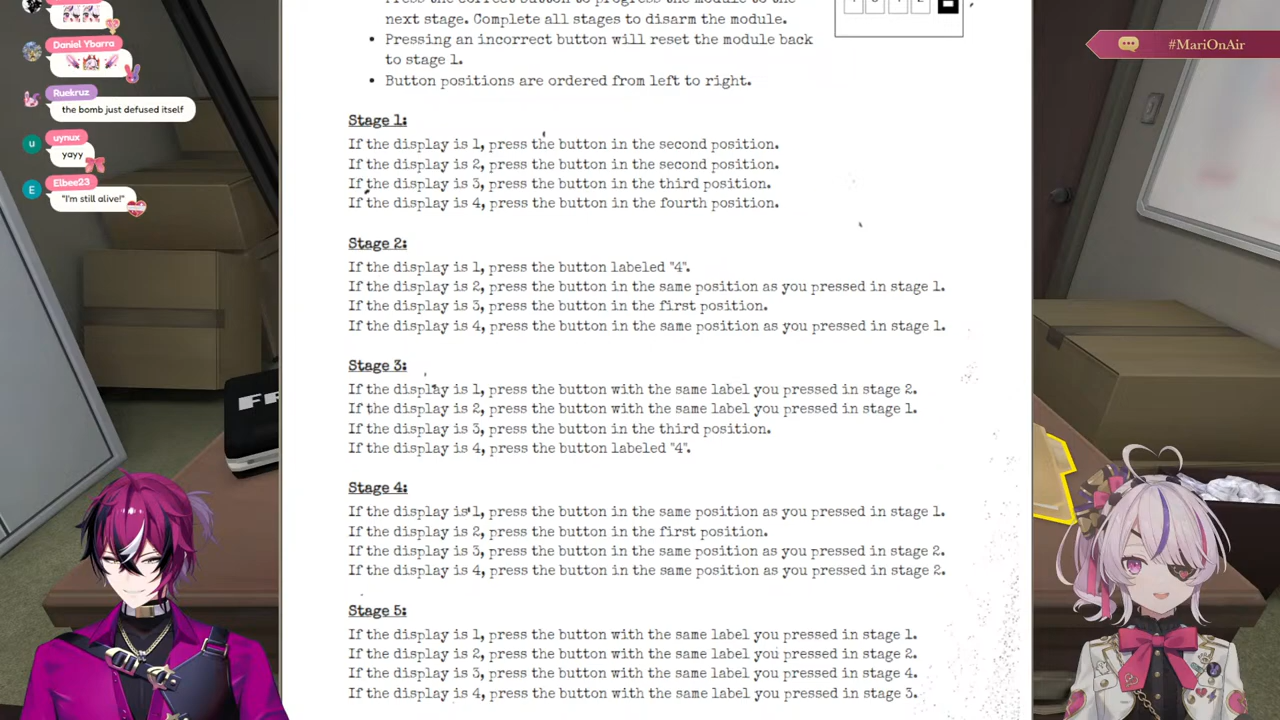 Daniel Ybarra
Ruekruz
the bomb just defused itself
u
uynux
yayy
E
Elbee23
"I'm still alive!"
#MariOnAir
next stage. Complete all stages to disarm the module.
• Pressing an incorrect button will reset the module back
to stage 1.
• Button positions are ordered from left to right.
Stage 1:
If the display is 1, press the button in the second position.
If the display is 2, press the button in the second position.
If the display is 3, press the button in the third position.
If the display is 4, press the button in the fourth position.
Stage 2:
If the display is 1, press the button labeled "4".
If the display is 2, press the button in the same position as you pressed in stage 1.
If the display is 3, press the button in the first position.
If the display is 4, press the button in the same position as you pressed in stage 1.
Stage 3:
If the display is 1, press the button with the same label you pressed in stage 2.
If the display is 2, press the button with the same label you pressed in stage 1.
If the display is 3, press the button in the third position.
If the display is 4, press the button labeled "4".
Stage 4:
If the display is 1, press the button in the same position as you pressed in stage 1.
If the display is 2, press the button in the first position.
If the display is 3, press the button in the same position as you pressed in stage 2.
If the display is 4, press the button in the same position as you pressed in stage 2.
Stage 5:
If the display is 1, press the button with the same label you pressed in stage 1.
If the display is 2, press the button with the same label you pressed in stage 2.
If the display is 3, press the button with the same label you pressed in stage 4.
If the display is 4, press the button with the same label you pressed in stage 3.